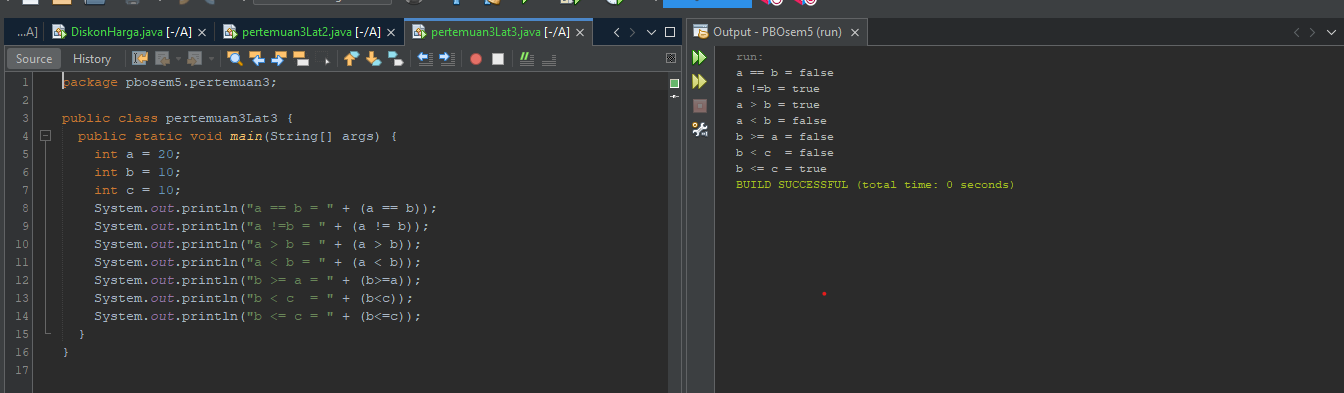 ...A]
DiskonHarga.java [-/A]
pertemuan3Lat2.java [-/A]
pertemuan3Lat3.java [-/A]
Source
History
1 package pbosem5.pertemuan3;
2
3 public class pertemuan3Lat3 {
4 public static void main(String[] args) {
5 int a = 20;
6 int b = 10;
7 int c = 10;
8 System.out.println("a == b = " + (a == b));
9 System.out.println("a !=b = " + (a != b));
10 System.out.println("a > b = " + (a > b));
11 System.out.println("a < b = " + (a < b));
12 System.out.println("b >= a = " + (b>=a));
13 System.out.println("b < c  = " + (b<c));
14 System.out.println("b <= c = " + (b<=c));
15 }
16 }
17
Output - PBOsem5 (run)
run:
a == b = false
a !=b = true
a > b = true
a < b = false
b >= a = false
b < c  = false
b <= c = true
BUILD SUCCESSFUL (total time: 0 seconds)